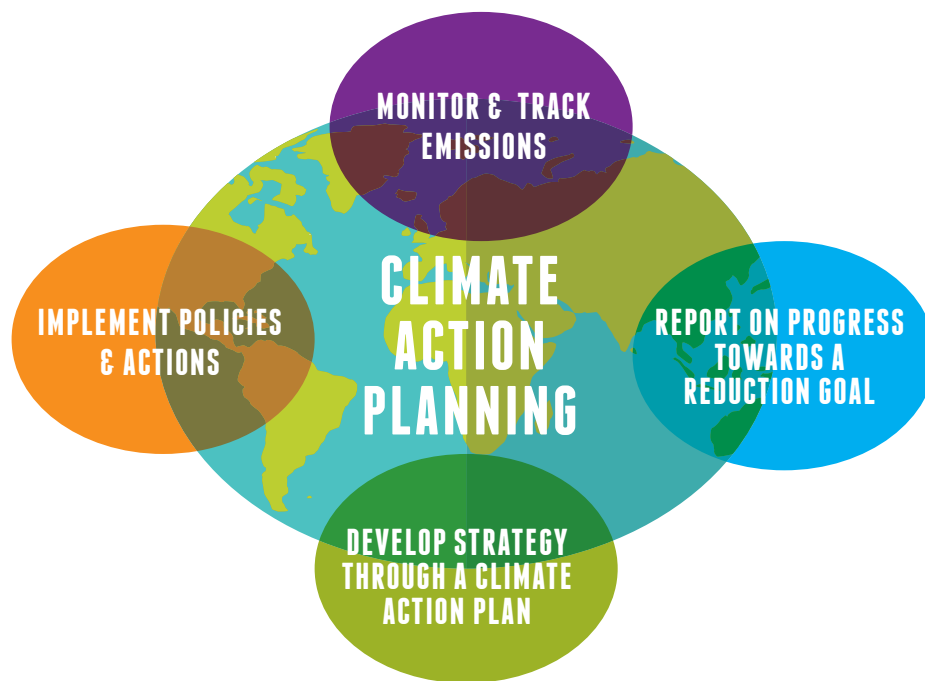 MONITOR & TRACK
EMISSIONS
CLIMATE
ACTION
PLANNING
IMPLEMENT POLICIES
& ACTIONS
REPORT ON PROGRESS
TOWARDS A
REDUCTION GOAL
DEVELOP STRATEGY
THROUGH A CLIMATE
ACTION PLAN